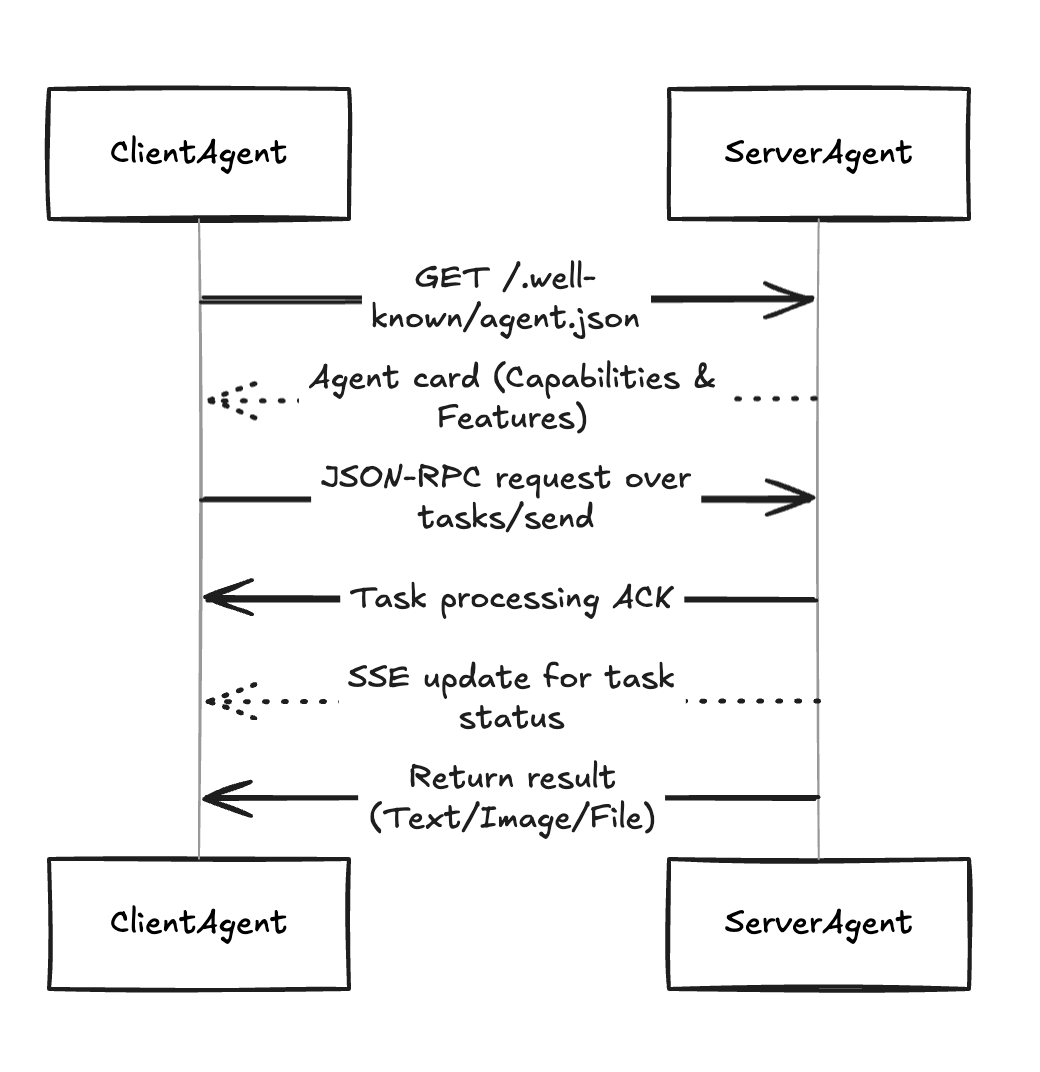 ClientAgent
ServerAgent
GET /.well-
known/agent.json
Agent card (Capabilities &
Features)
JSON-RPC request over
tasks/send
Task processing ACK
SSE update for task
status
Return result
(Text/Image/File)
ClientAgent
ServerAgent